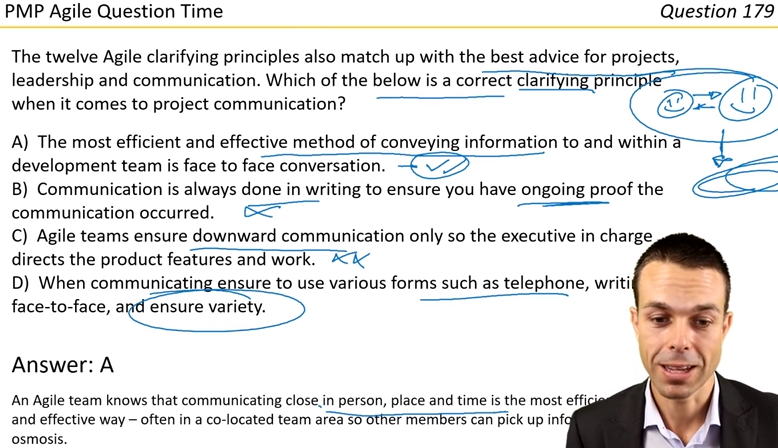 PMP Agile Question Time
Question 179
The twelve Agile clarifying principles also match up with the best advice for projects,
leadership and communication. Which of the below is a correct clarifying principle
when it comes to project communication?
A) The most efficient and effective method of conveying information to and within a
development team is face to face conversation.
B) Communication is always done in writing to ensure you have ongoing proof the
communication occurred.
C) Agile teams ensure downward communication only so the executive in charge
directs the product features and work.
D) When communicating ensure to use various forms such as telephone,
face-to-face, and ensure variety.
Answer: A
An Agile team knows that communicating close in person, place and time is the most
and effective way – often in a co-located team area so other members can pick up
osmosis.